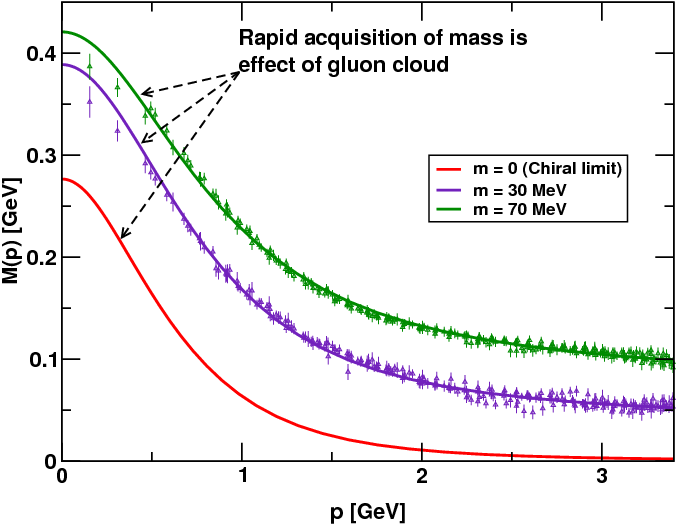 Rapid acquisition of mass is
effect of gluon cloud
m = 0 (Chiral limit)
m = 30 MeV
m = 70 MeV
M(p) [GeV]
0.4
0.3
0.2
0.1
0
0 1 2 3
p [GeV]